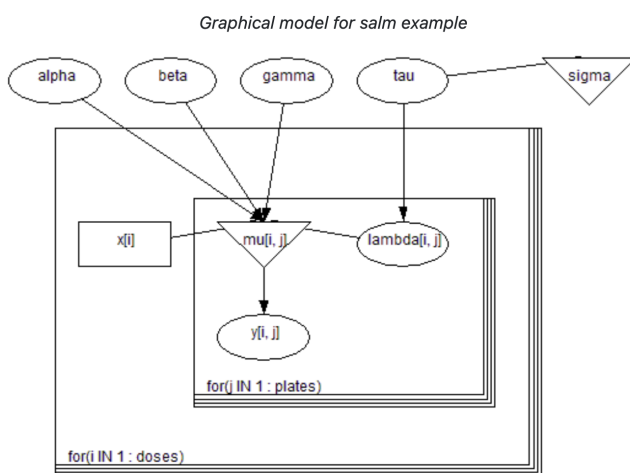 Graphical model for salm example
alpha
beta
gamma
tau
sigma
x[i]
mu[i, j]
lambda[i, j]
y[i, j]
for(j IN 1 : plates)
for(i IN 1 : doses)